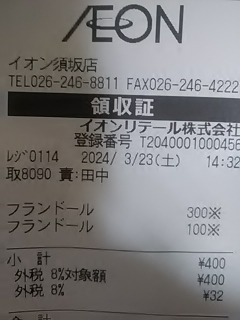 ÆON
イオン須坂店
TEL026-246-8811 FAX026-246-4222
領収証
イオンリテール株式会社
登録番号 T2040001000456
レジ0114 2024/ 3/23(土) 14:32
取8090 責:田中
フランドール 300※
フランドール 100※
小 計 ¥400
外税 8%対象額 ¥400
外税 8% ¥32